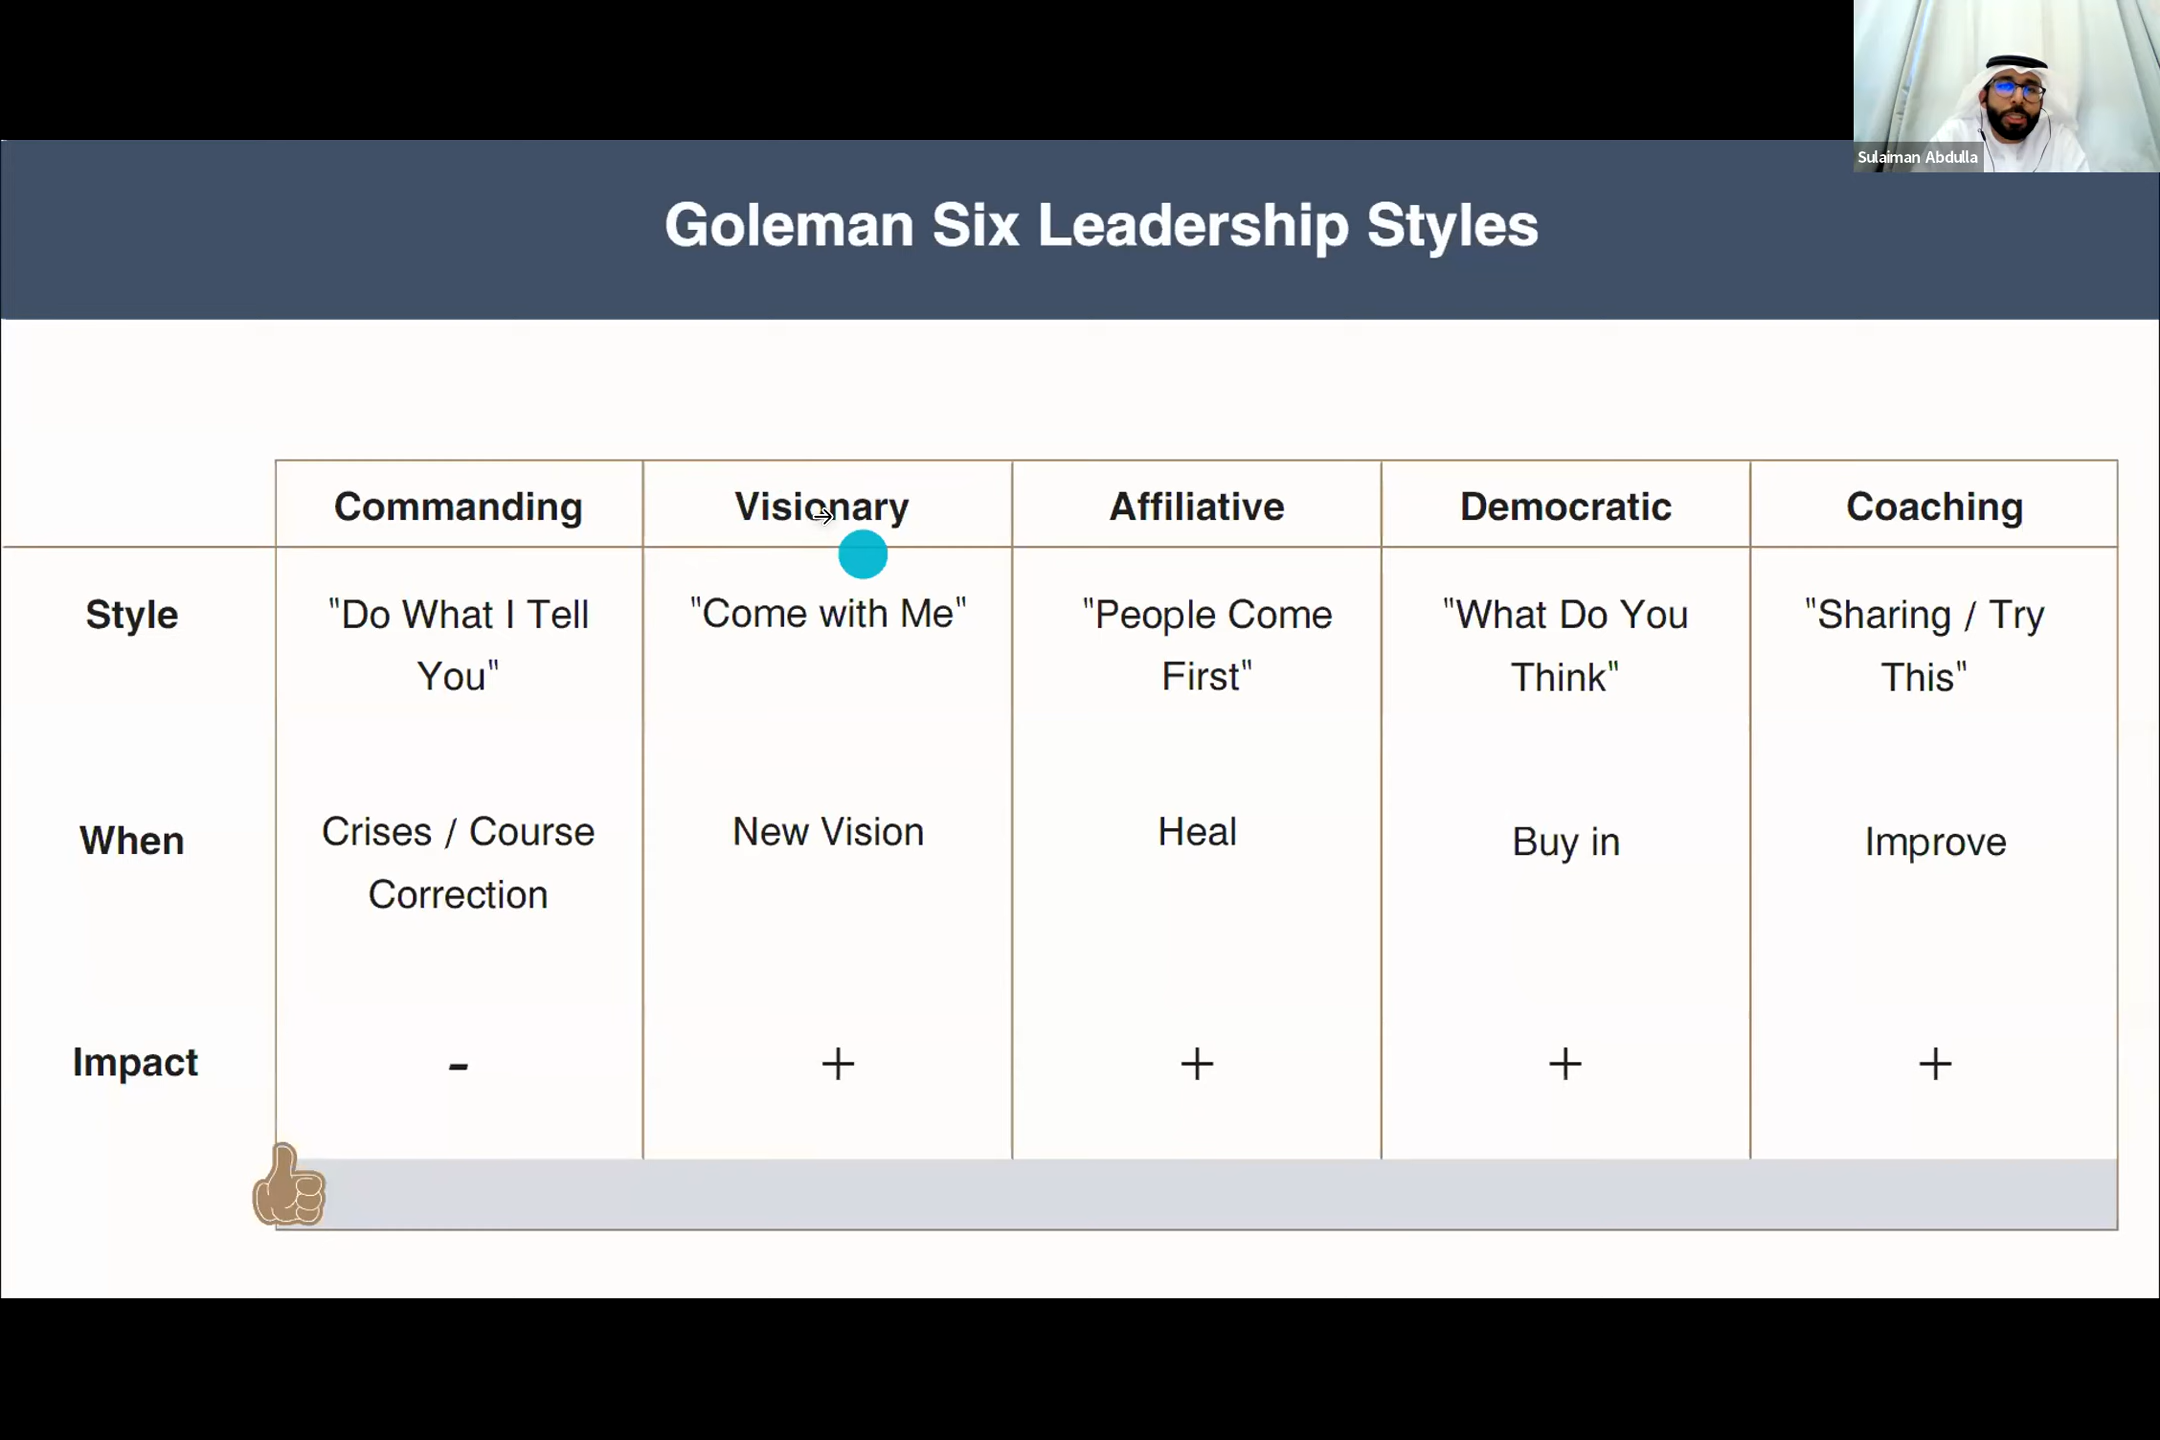 Sulaiman Abdulla
Goleman Six Leadership Styles
Commanding Visionary Affiliative Democratic Coaching
Style "Do What I Tell "Come with Me" "People Come "What Do You "Sharing / Try
You" First" Think" This"
When Crises / Course New Vision Heal Buy in Improve
Correction
Impact - + + + +